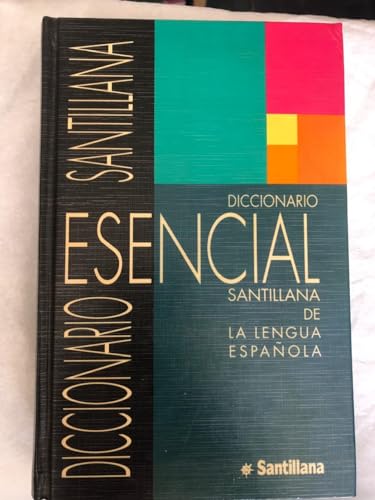 DICCIONARIO SANTILLANA
DICCIONARIO
ESENCIAL
SANTILLANA
DE
LA LENGUA
ESPAÑOLA
Santillana